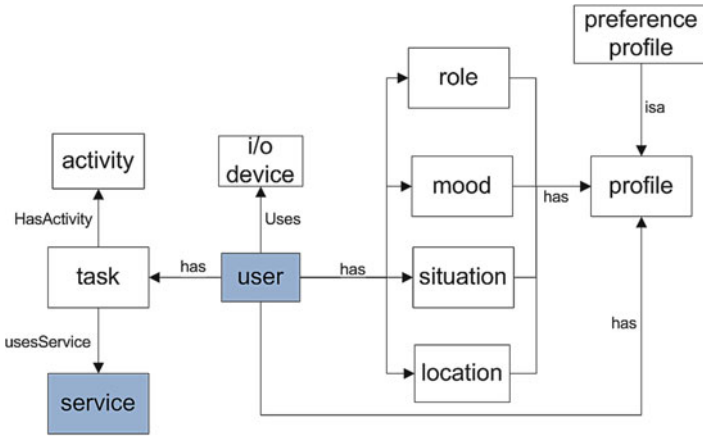 preference
profile
role
isa
activity
i/o
device
mood
has
profile
HasActivity
Uses
task
has
user
has
situation
usesService
has
service
location